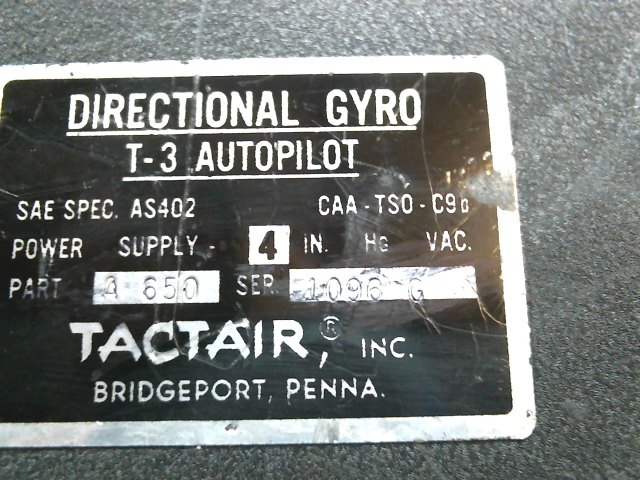 DIRECTIONAL GYRO
T-3 AUTOPILOT
SAE SPEC. AS402 CAA-TSO-C9a
POWER SUPPLY - 4 IN. HG VAC.
PART A 650 SER. 1096 G
TACTAIR,® INC.
BRIDGEPORT, PENNA.